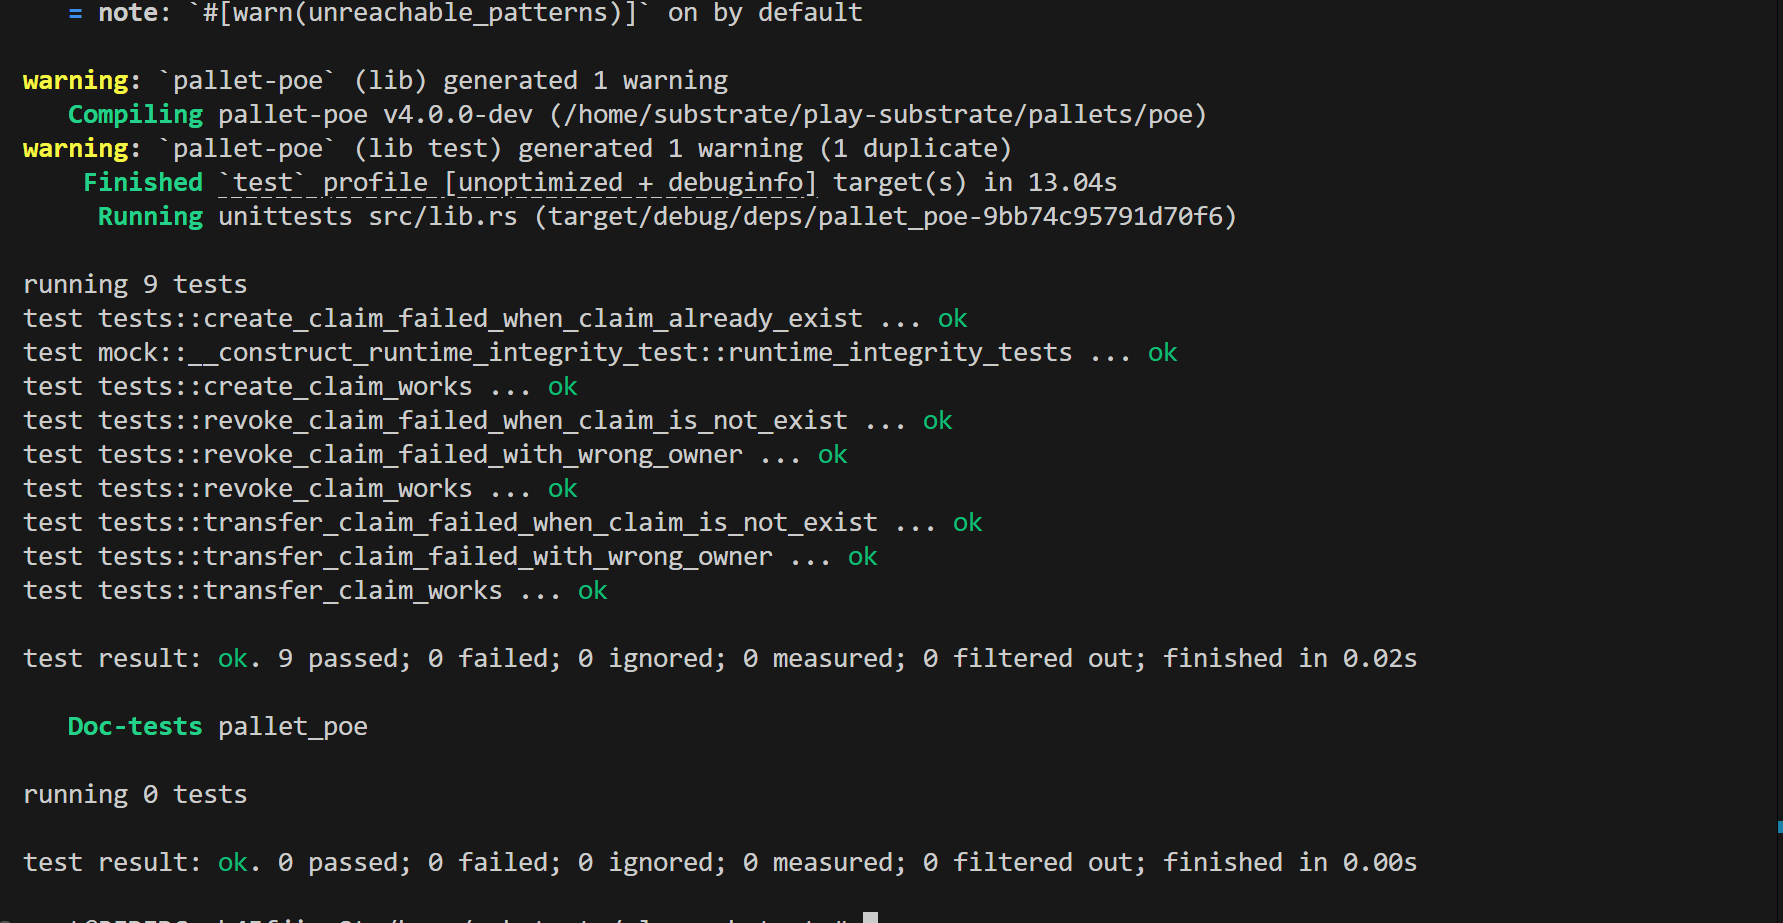 = note: `#[warn(unreachable_patterns)]` on by default
warning: `pallet-poe` (lib) generated 1 warning
Compiling pallet-poe v4.0.0-dev (/home/substrate/play-substrate/pallets/poe)
warning: `pallet-poe` (lib test) generated 1 warning (1 duplicate)
Finished `test` profile [unoptimized + debuginfo] target(s) in 13.04s
Running unittests src/lib.rs (target/debug/deps/pallet_poe-9bb74c95791d70f6)
running 9 tests
test tests::create_claim_failed_when_claim_already_exist ... ok
test mock::__construct_runtime_integrity_test::runtime_integrity_tests ... ok
test tests::create_claim_works ... ok
test tests::revoke_claim_failed_when_claim_is_not_exist ... ok
test tests::revoke_claim_failed_with_wrong_owner ... ok
test tests::revoke_claim_works ... ok
test tests::transfer_claim_failed_when_claim_is_not_exist ... ok
test tests::transfer_claim_failed_with_wrong_owner ... ok
test tests::transfer_claim_works ... ok
test result: ok. 9 passed; 0 failed; 0 ignored; 0 measured; 0 filtered out; finished in 0.02s
Doc-tests pallet_poe
running 0 tests
test result: ok. 0 passed; 0 failed; 0 ignored; 0 measured; 0 filtered out; finished in 0.00s